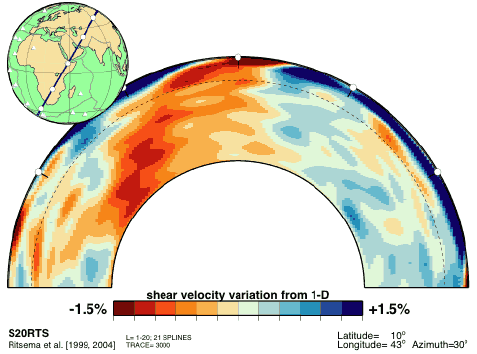 shear velocity variation from 1-D
-1.5% +1.5%
S20RTS
Ritsema et al. [1999, 2004]
L= 1-20; 21 SPLINES
TRACE= 3000
Latitude= 10°
Longitude= 43° Azimuth=30°